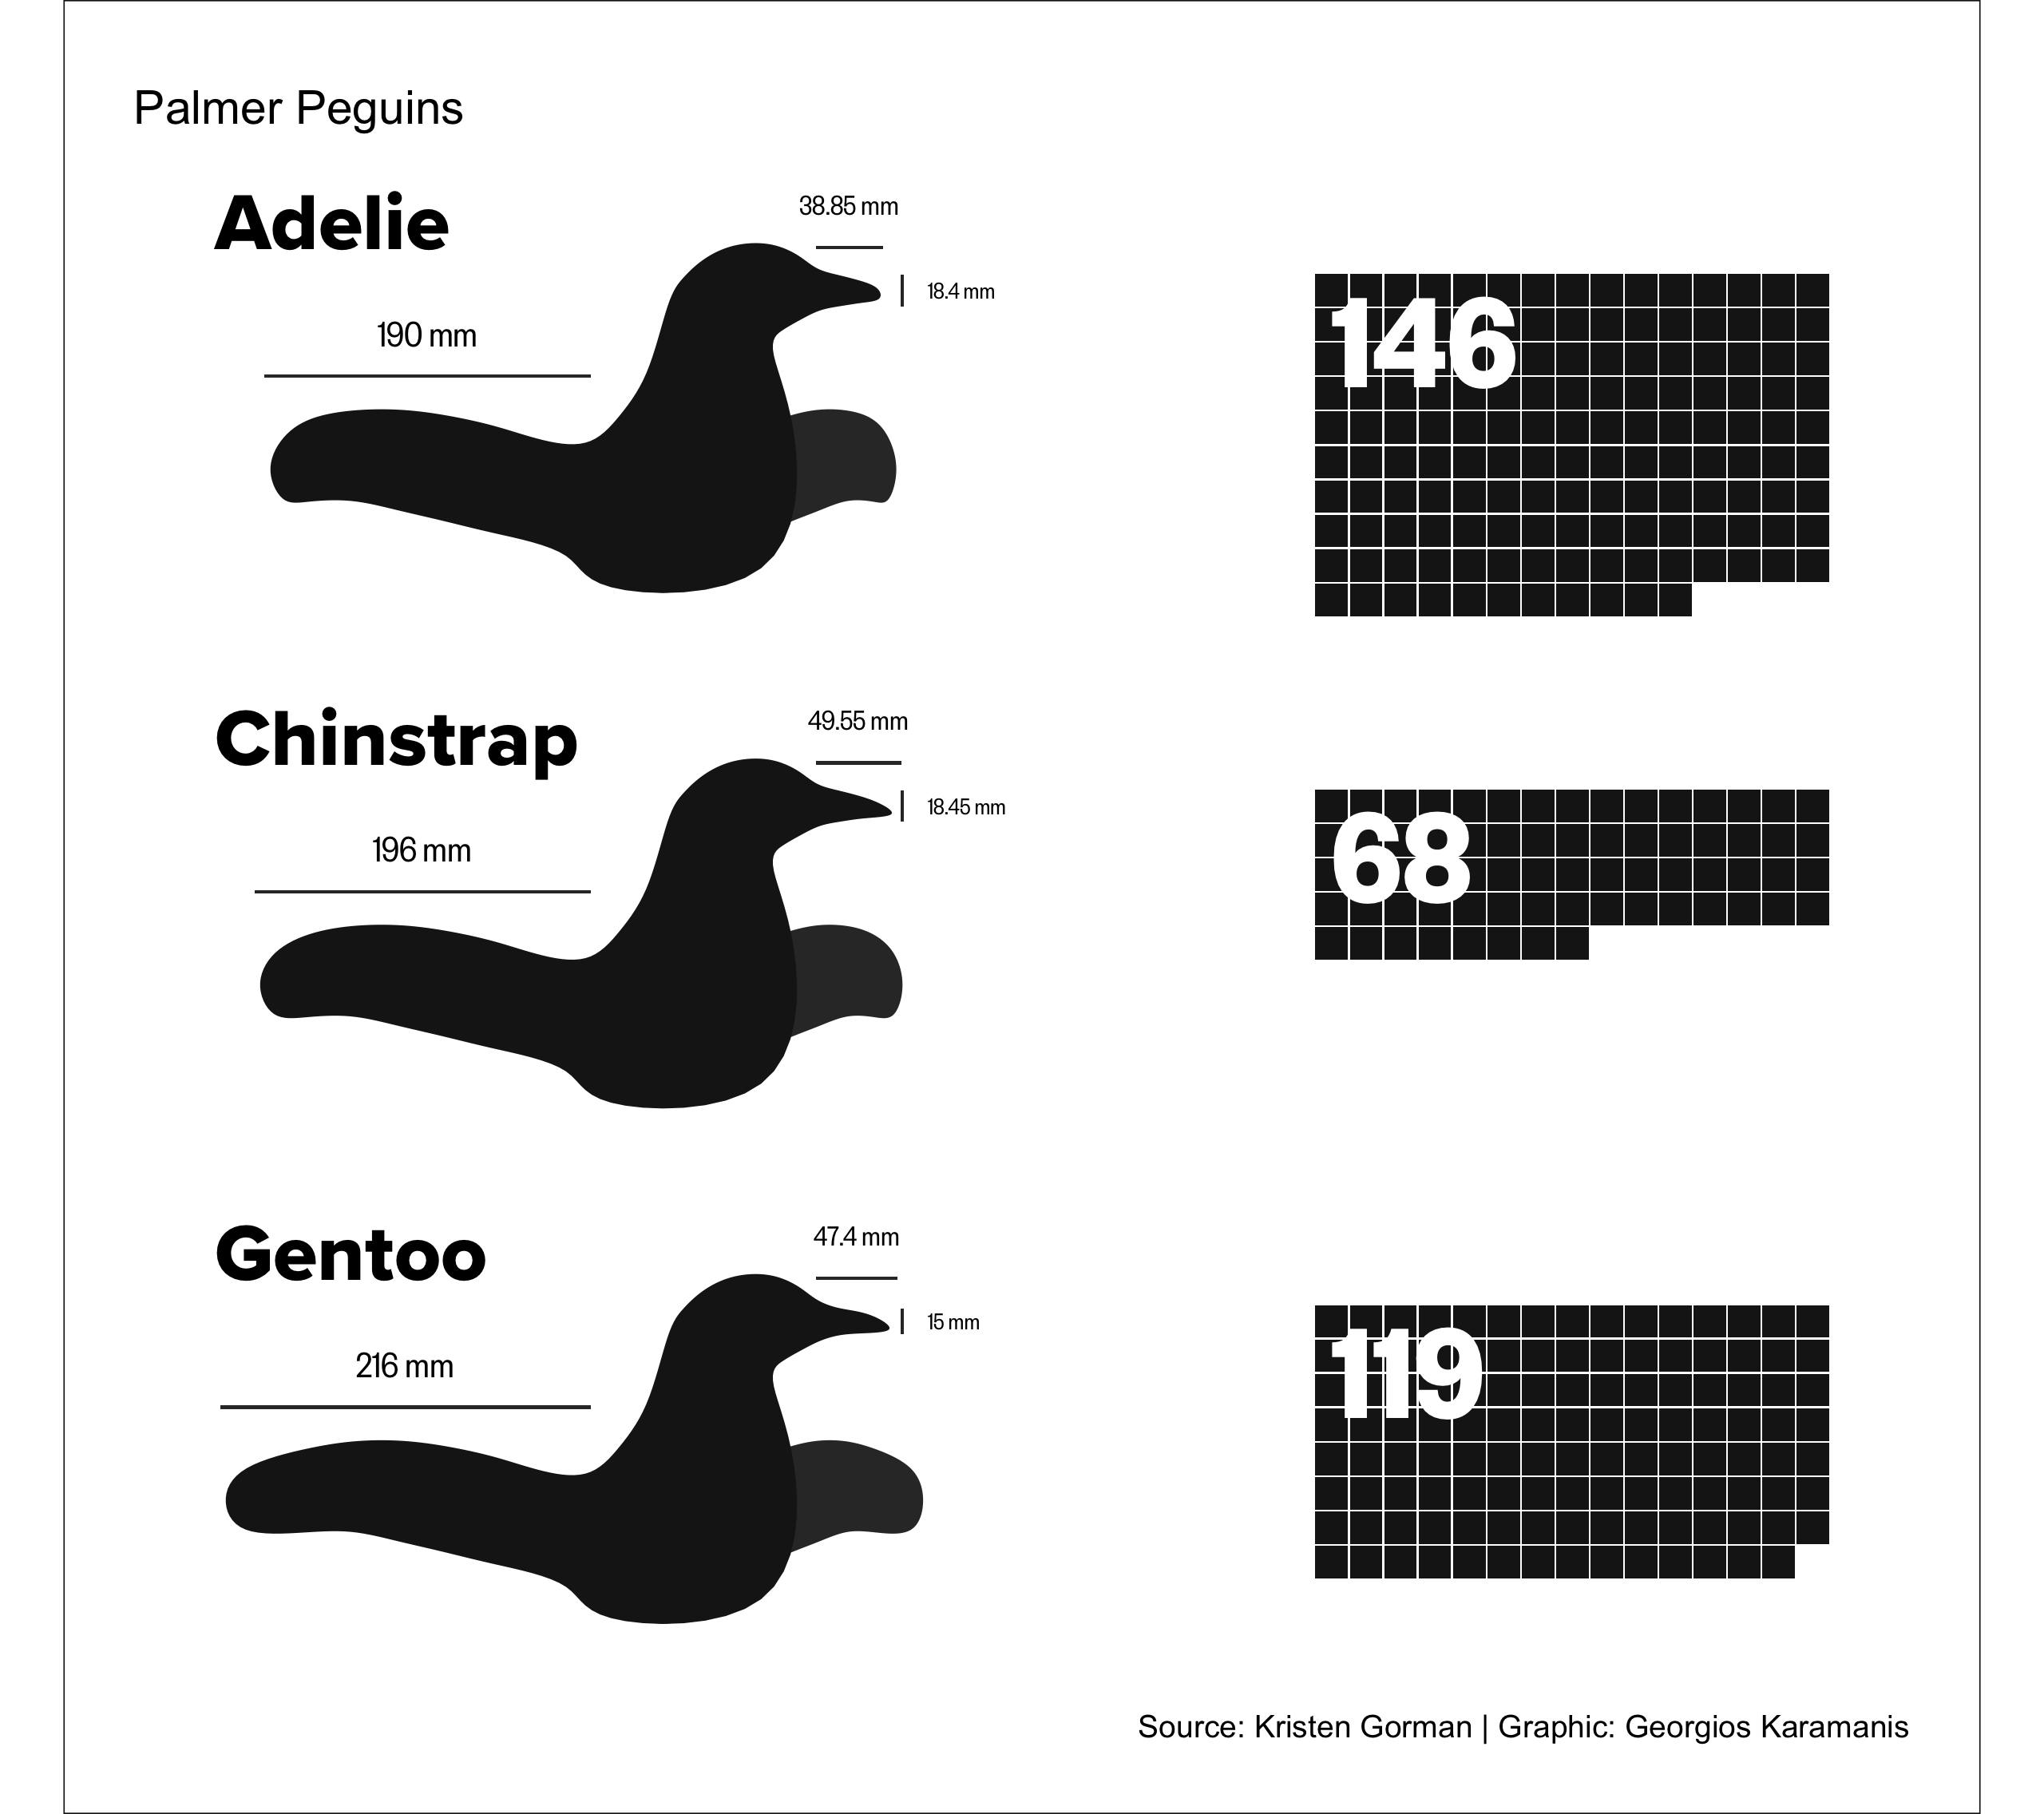 Palmer Peguins
Adelie
38.85 mm
18.4 mm
190 mm
146
Chinstrap
49.55 mm
18.45 mm
196 mm
68
Gentoo
47.4 mm
15 mm
216 mm
119
Source: Kristen Gorman | Graphic: Georgios Karamanis